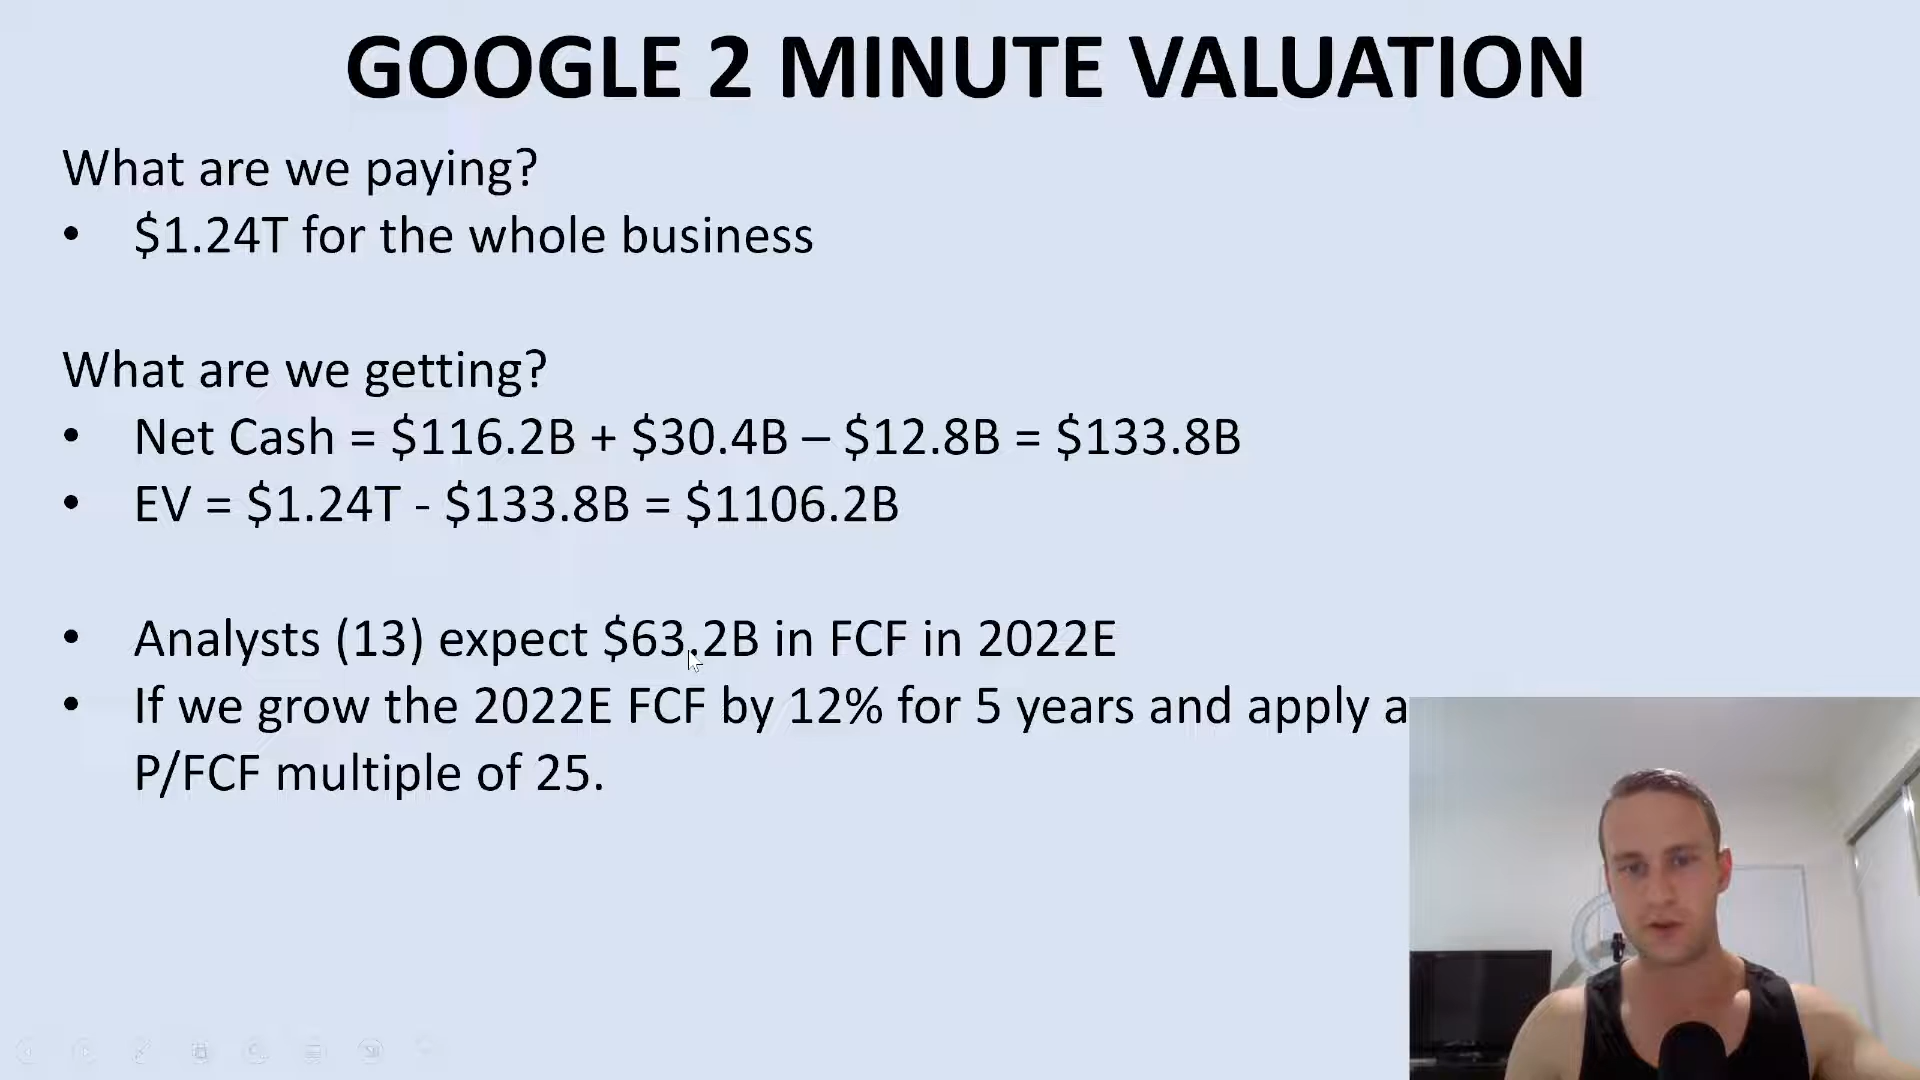 GOOGLE 2 MINUTE VALUATION
What are we paying?
• $1.24T for the whole business
What are we getting?
• Net Cash = $116.2B + $30.4B – $12.8B = $133.8B
• EV = $1.24T - $133.8B = $1106.2B
• Analysts (13) expect $63.2B in FCF in 2022E
• If we grow the 2022E FCF by 12% for 5 years and apply a
P/FCF multiple of 25.